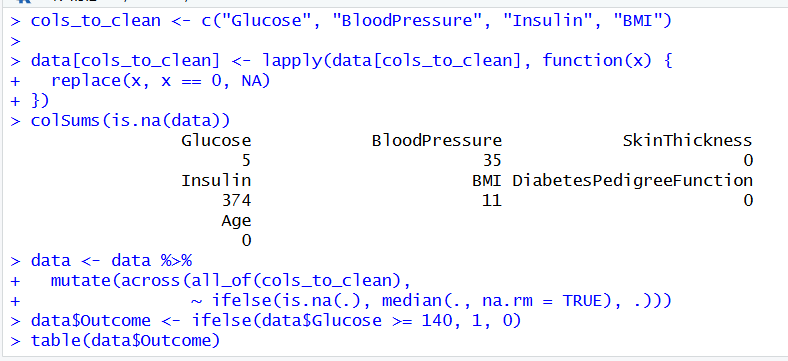 > cols_to_clean <- c("Glucose", "BloodPressure", "Insulin", "BMI")
>
> data[cols_to_clean] <- lapply(data[cols_to_clean], function(x) {
+   replace(x, x == 0, NA)
+ })
> colSums(is.na(data))
                 Glucose            BloodPressure            SkinThickness
                       5                       35                        0
                 Insulin                      BMI DiabetesPedigreeFunction
                     374                       11                        0
                     Age
                       0
> data <- data %>%
+   mutate(across(all_of(cols_to_clean),
+                 ~ ifelse(is.na(.), median(., na.rm = TRUE), .)))
> data$Outcome <- ifelse(data$Glucose >= 140, 1, 0)
> table(data$Outcome)